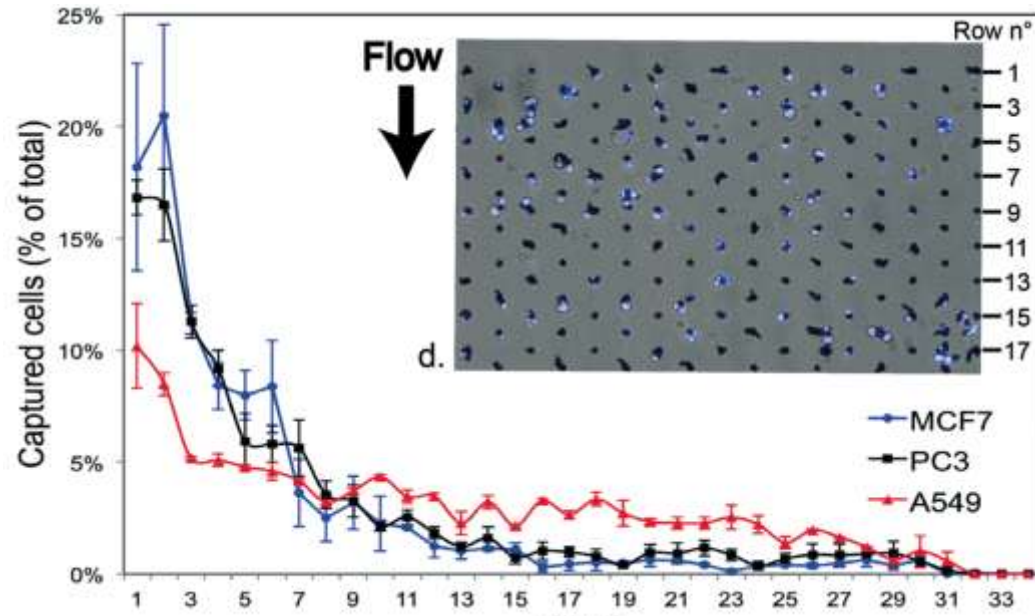 25%
20%
15%
10%
5%
0%
Captured cells (% of total)
Flow
Row n°
1
3
5
7
9
11
13
15
17
d.
MCF7
PC3
A549
1 3 5 7 9 11 13 15 17 19 21 23 25 27 29 31 33